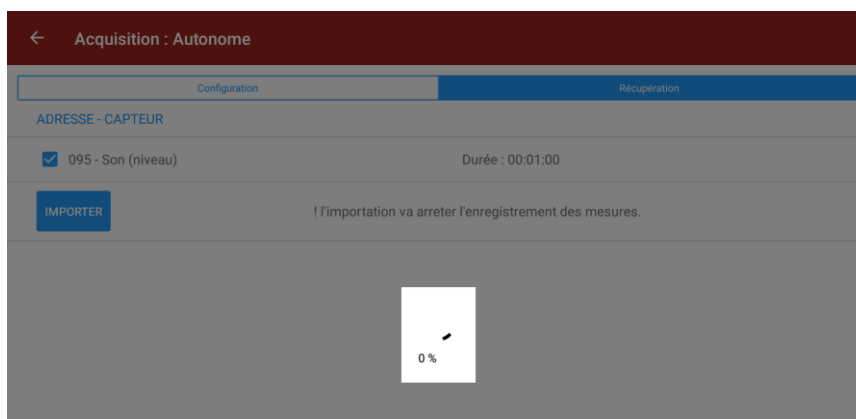 Acquisition : Autonome
Configuration
Récupération
ADRESSE - CAPTEUR
095 - Son (niveau)
Durée : 00:01:00
IMPORTER
! l'importation va arreter l'enregistrement des mesures.
0 %